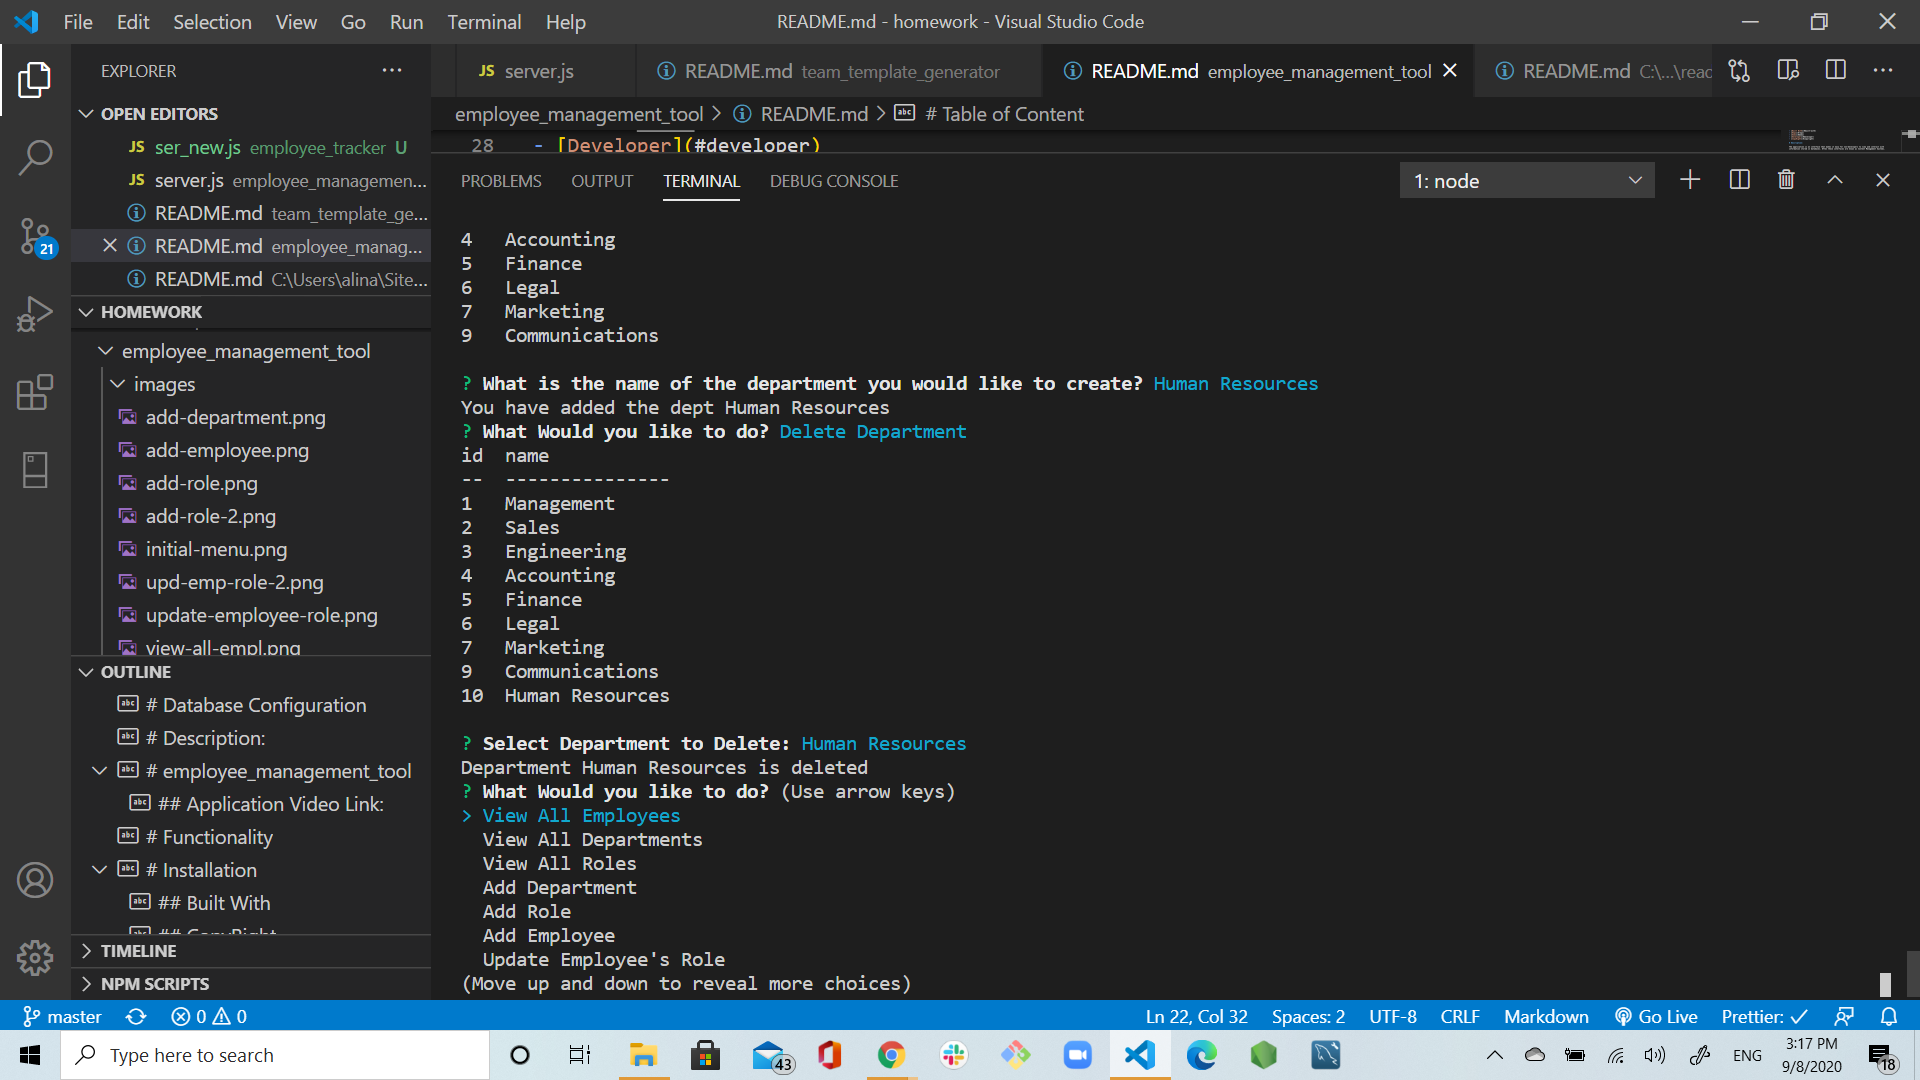 File Edit Selection View Go Run Terminal Help
README.md - homework - Visual Studio Code
EXPLORER
OPEN EDITORS
JS ser_new.js employee_tracker U
JS server.js employee_managemen...
README.md team_template_ge...
README.md employee_manag...
README.md C:\Users\alina\Site...
21
HOMEWORK
employee_management_tool
images
add-department.png
add-employee.png
add-role.png
add-role-2.png
initial-menu.png
upd-emp-role-2.png
update-employee-role.png
view-all-empl.png
OUTLINE
# Database Configuration
# Description:
# employee_management_tool
## Application Video Link:
# Functionality
# Installation
## Built With
## CopyRight
TIMELINE
NPM SCRIPTS
JS server.js
README.md team_template_generator
README.md employee_management_tool
README.md C:\...\reac
employee_management_tool > README.md > # Table of Content
28 - [Developer](#developer)
PROBLEMS OUTPUT TERMINAL DEBUG CONSOLE
1: node
4 Accounting
5 Finance
6 Legal
7 Marketing
9 Communications
? What is the name of the department you would like to create? Human Resources
You have added the dept Human Resources
? What Would you like to do? Delete Department
id name
-- ---------------
1 Management
2 Sales
3 Engineering
4 Accounting
5 Finance
6 Legal
7 Marketing
9 Communications
10 Human Resources
? Select Department to Delete: Human Resources
Department Human Resources is deleted
? What Would you like to do? (Use arrow keys)
> View All Employees
View All Departments
View All Roles
Add Department
Add Role
Add Employee
Update Employee's Role
(Move up and down to reveal more choices)
master 0 0
Ln 22, Col 32 Spaces: 2 UTF-8 CRLF Markdown Go Live Prettier: ✓
Type here to search
43
ENG
3:17 PM
9/8/2020
18